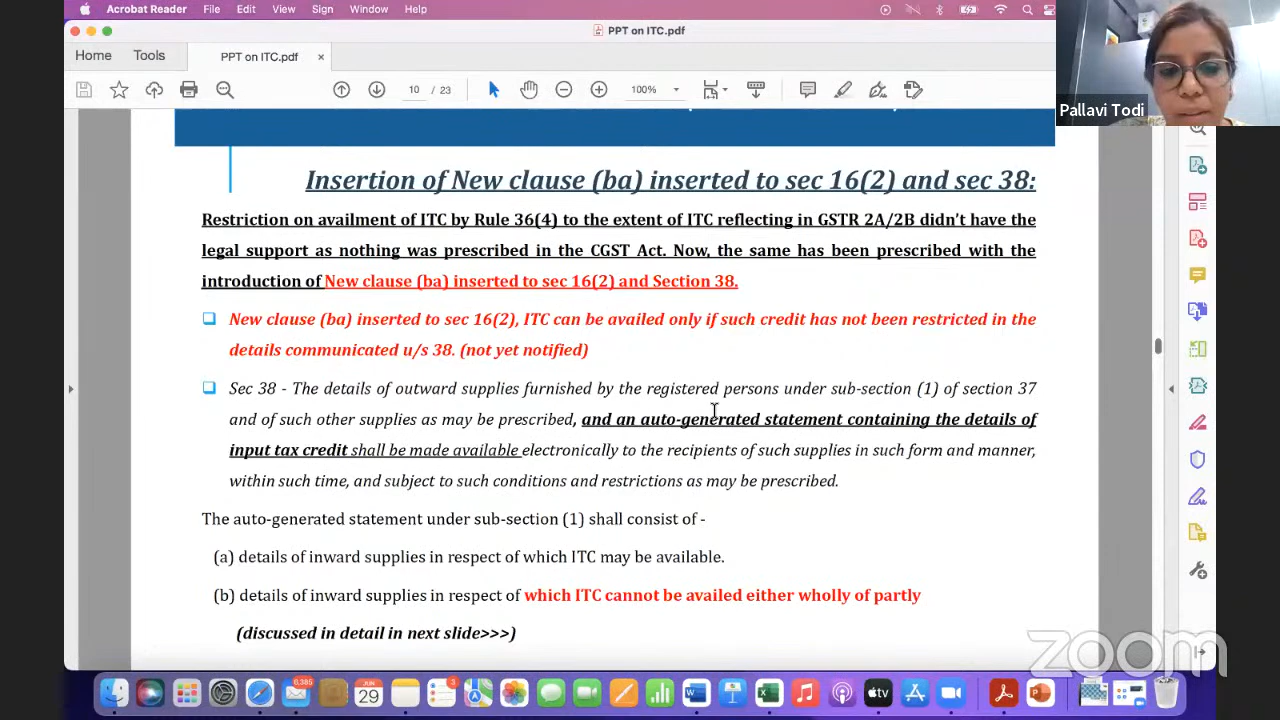 Acrobat Reader File Edit View Sign Window Help
PPT on ITC.pdf
Home Tools PPT on ITC.pdf ×
10 / 23 100%
Pallavi Todi
Insertion of New clause (ba) inserted to sec 16(2) and sec 38:
Restriction on availment of ITC by Rule 36(4) to the extent of ITC reflecting in GSTR 2A/2B didn’t have the
legal support as nothing was prescribed in the CGST Act. Now, the same has been prescribed with the
introduction of New clause (ba) inserted to sec 16(2) and Section 38.
New clause (ba) inserted to sec 16(2), ITC can be availed only if such credit has not been restricted in the
details communicated u/s 38. (not yet notified)
Sec 38 - The details of outward supplies furnished by the registered persons under sub-section (1) of section 37
and of such other supplies as may be prescribed, and an auto-generated statement containing the details of
input tax credit shall be made available electronically to the recipients of such supplies in such form and manner,
within such time, and subject to such conditions and restrictions as may be prescribed.
The auto-generated statement under sub-section (1) shall consist of -
(a) details of inward supplies in respect of which ITC may be available.
(b) details of inward supplies in respect of which ITC cannot be availed either wholly of partly
(discussed in detail in next slide>>>)
zoom
8,385 JUN 29 3 tv